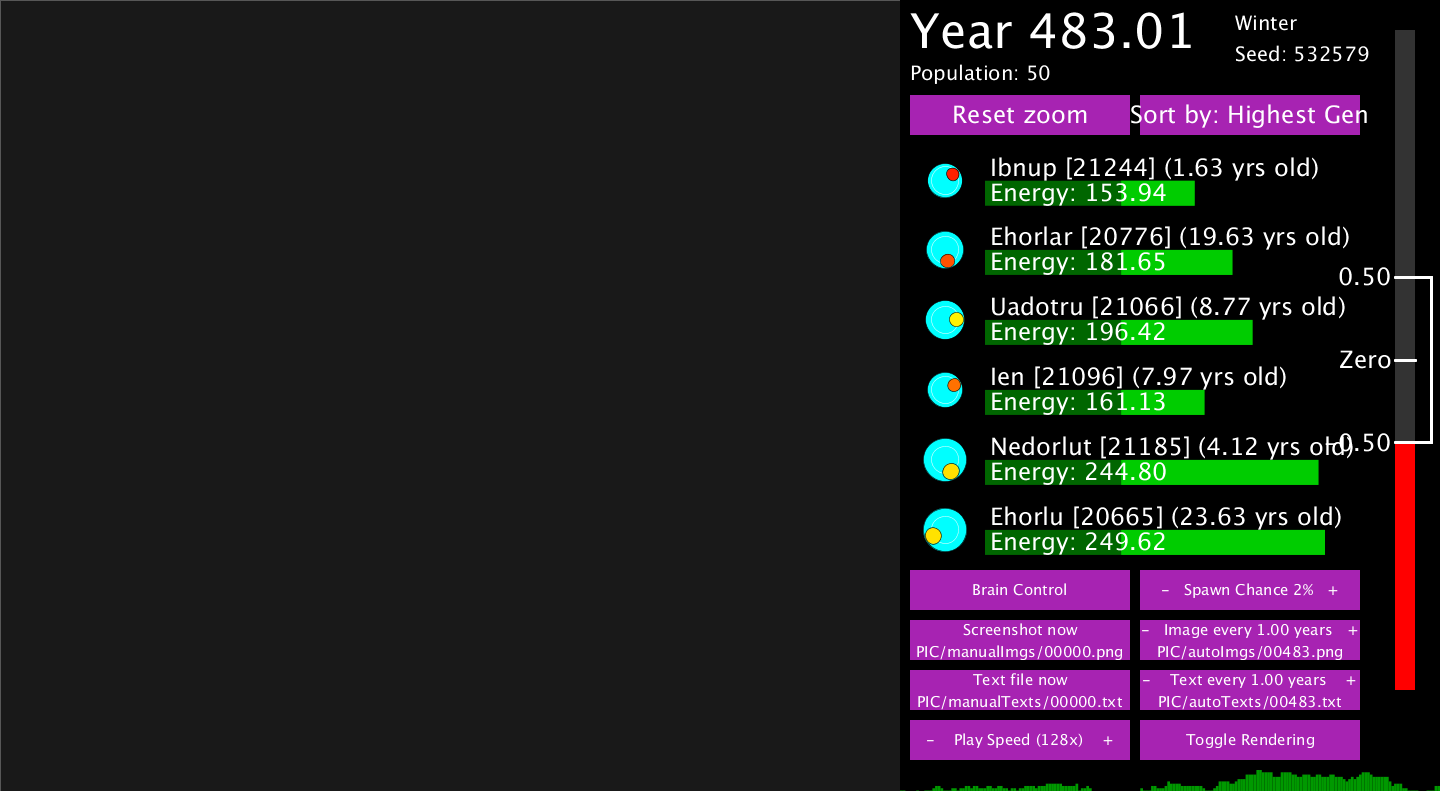 Year 483.01
Winter
Seed: 532579
Population: 50
Reset zoom
Sort by: Highest Gen
Ibnup [21244] (1.63 yrs old)
Energy: 153.94
Ehorlar [20776] (19.63 yrs old)
Energy: 181.65
0.50
Uadotru [21066] (8.77 yrs old)
Energy: 196.42
Zero
Ien [21096] (7.97 yrs old)
Energy: 161.13
Nedorlut [21185] (4.12 yrs old)
-0.50
Energy: 244.80
Ehorlu [20665] (23.63 yrs old)
Energy: 249.62
Brain Control
- Spawn Chance 2% +
Screenshot now
PIC/manualImgs/00000.png
- Image every 1.00 years +
PIC/autoImgs/00483.png
Text file now
PIC/manualTexts/00000.txt
- Text every 1.00 years +
PIC/autoTexts/00483.txt
- Play Speed (128x) +
Toggle Rendering